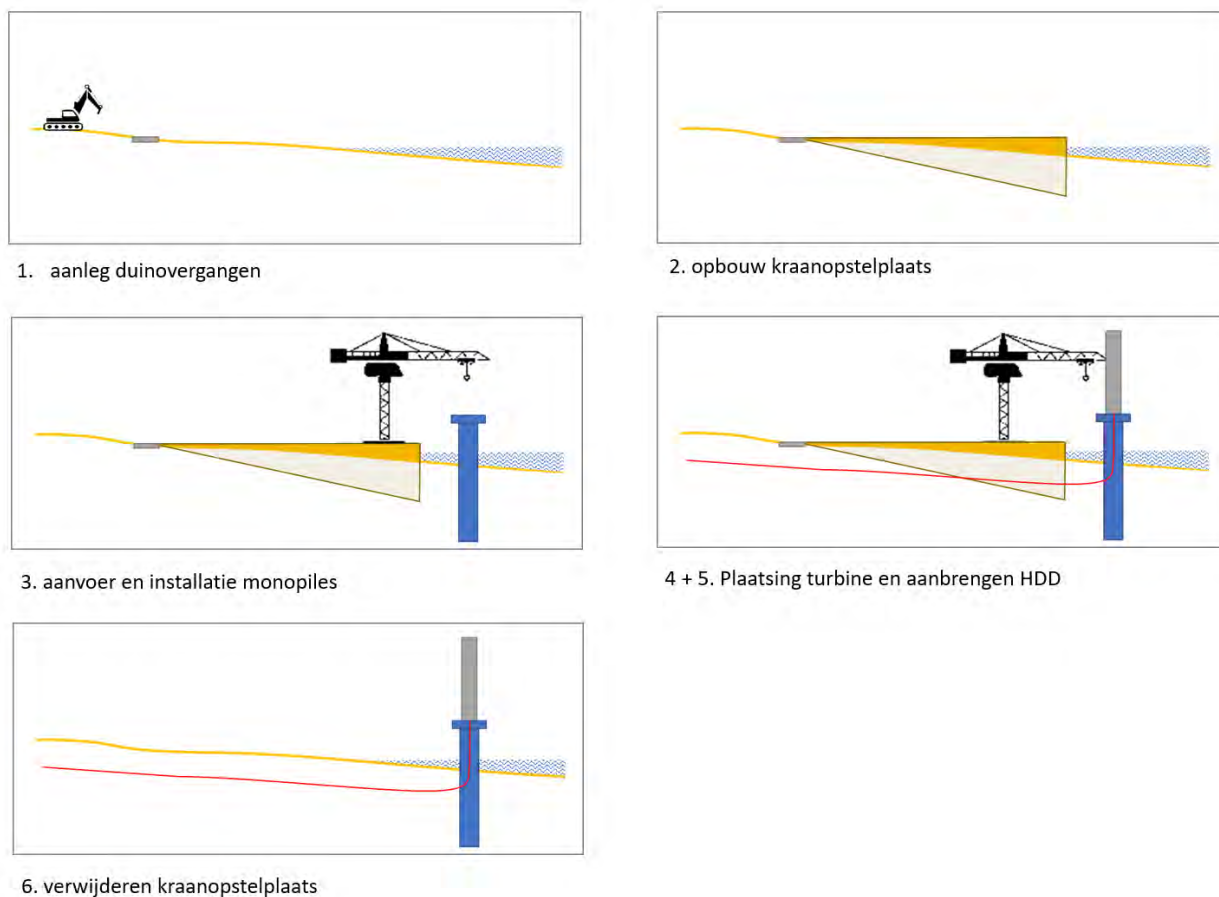 1. aanleg duinovergangen
2. opbouw kraanopstelplaats
3. aanvoer en installatie monopiles
4 + 5. Plaatsing turbine en aanbrengen HDD
6. verwijderen kraanopstelplaats